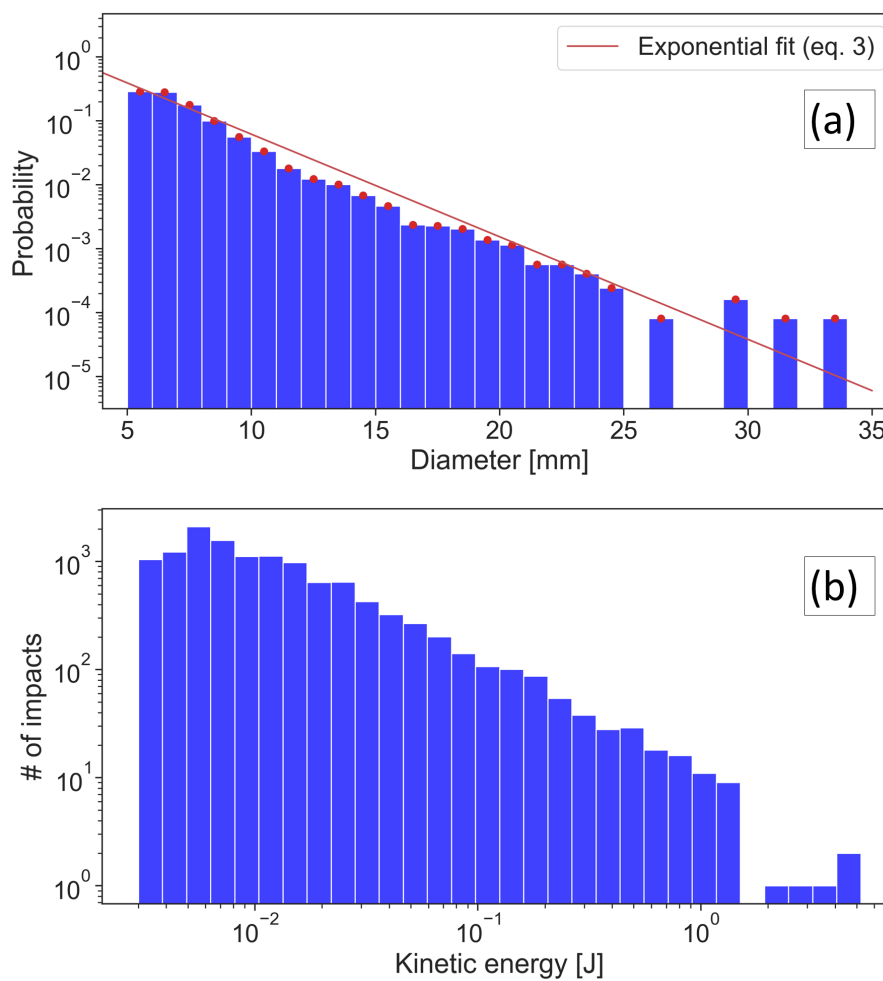 Exponential fit (eq. 3)
(a)
10^0
10^-1
10^-2
10^-3
10^-4
10^-5
Probability
5 10 15 20 25 30 35
Diameter [mm]
(b)
10^3
10^2
10^1
10^0
# of impacts
10^-2 10^-1 10^0
Kinetic energy [J]